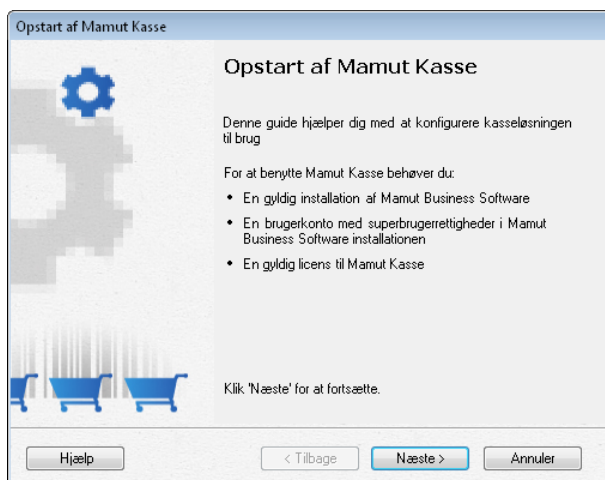 Opstart af Mamut Kasse
Opstart af Mamut Kasse
Denne guide hjælper dig med at konfigurere kasseløsningen
til brug
For at benytte Mamut Kasse behøver du:
• En gyldig installation af Mamut Business Software
• En brugerkonto med superbrugerrettigheder i Mamut
Business Software installationen
• En gyldig licens til Mamut Kasse
Klik 'Næste' for at fortsætte.
Hjælp
< Tilbage
Næste >
Annuler